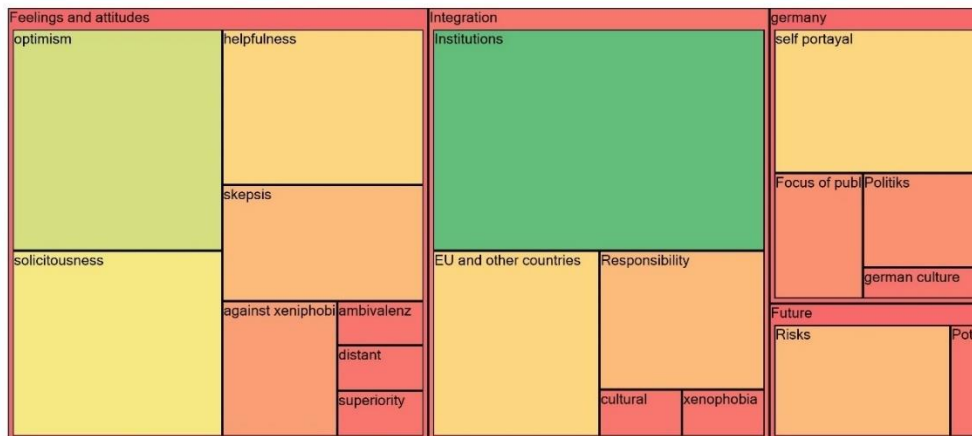 Feelings and attitudes
optimism
helpfulness
skepsis
solicitousness
against xeniphobi
ambivalenz
distant
superiority
Integration
Institutions
EU and other countries
Responsibility
cultural
xenophobia
germany
self portayal
Focus of publ
Politiks
german culture
Future
Risks
Pot